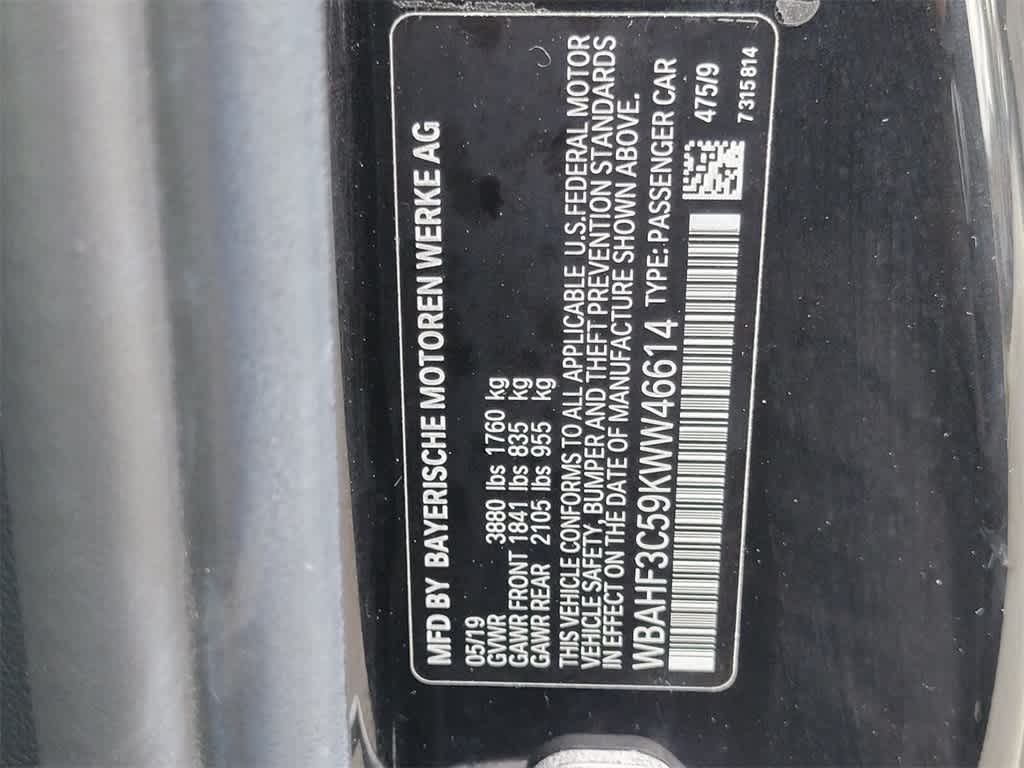 MFD BY BAYERISCHE MOTOREN WERKE AG
05/19
GVWR 3880 lbs 1760 kg
GAWR FRONT 1841 lbs 835 kg
GAWR REAR 2105 lbs 955 kg
THIS VEHICLE CONFORMS TO ALL APPLICABLE U.S.FEDERAL MOTOR
VEHICLE SAFETY, BUMPER AND THEFT PREVENTION STANDARDS
IN EFFECT ON THE DATE OF MANUFACTURE SHOWN ABOVE.
WBAHF3C59KWW46614 TYPE:PASSENGER CAR
475/9
7315814